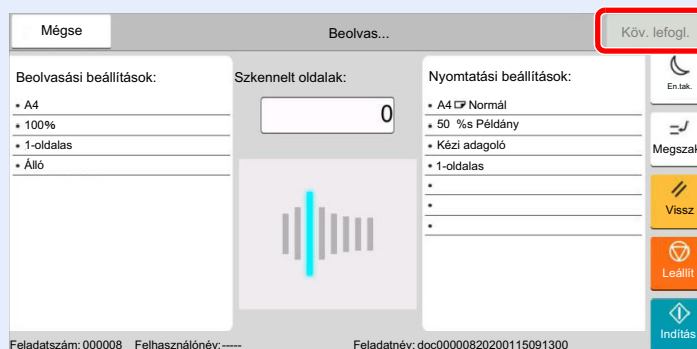 Mégse
Beolvas...
Köv. lefogl.
Beolvasási beállítások:
• A4
• 100%
• 1-oldalas
• Álló
Szkennelt oldalak:
0
Nyomtatási beállítások:
• A4 Normál
• 50 %s Példány
• Kézi adagoló
• 1-oldalas
•
•
•
En.tak.
Megszak
Vissz
Leállít
Indítás
Feladatszám: 000008 Felhasználónév:----- Feladatnév: doc00000820200115091300